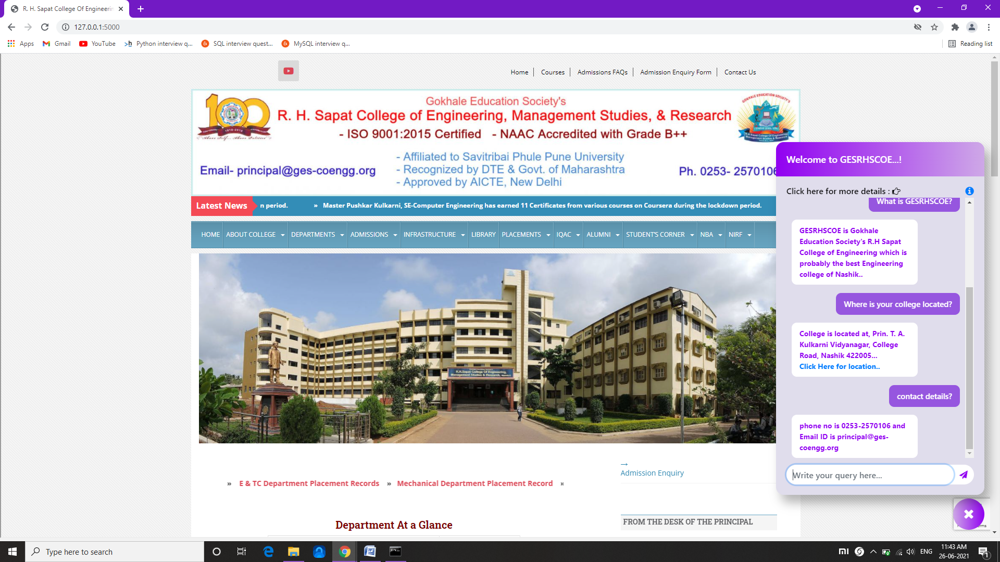 R. H. Sapat College Of Engineerin
127.0.0.1:5000
Apps
Gmail
YouTube
Python interview q...
SQL interview quest...
MySQL interview q...
Reading list
Home
Courses
Admissions FAQs
Admission Enquiry Form
Contact Us
Gokhale Education Society's
R. H. Sapat College of Engineering, Management Studies, & Research
- ISO 9001:2015 Certified - NAAC Accredited with Grade B++
- Affiliated to Savitribai Phule Pune University
Email- principal@ges-coengg.org
- Recognized by DTE & Govt. of Maharashtra
Ph. 0253- 2570106
- Approved by AICTE, New Delhi
Latest News
n period. » Master Pushkar Kulkarni, SE-Computer Engineering has earned 11 Certificates from various courses on Coursera during the lockdown period.
HOME
ABOUT COLLEGE
DEPARTMENTS
ADMISSIONS
INFRASTRUCTURE
LIBRARY
PLACEMENTS
IQAC
ALUMNI
STUDENT'S CORNER
NBA
NIRF
R.H.Sapat College Of Engineering,
Management Studies & Research
» E & TC Department Placement Records » Mechanical Department Placement Record »
→
Admission Enquiry
Department At a Glance
FROM THE DESK OF THE PRINCIPAL
Welcome to GESRHSCOE...!
Click here for more details :
What is GESRHSCOE?
GESRHSCOE is Gokhale
Education Society's R.H Sapat
College of Engineering which is
probably the best Engineering
college of Nashik..
Where is your college located?
College is located at, Prin. T. A.
Kulkarni Vidyanagar, College
Road, Nashik 422005...
Click Here for location..
contact details?
phone no is 0253-2570106 and
Email ID is principal@ges-
coengg.org
Write your query here...
Type here to search
ENG
11:43 AM
26-06-2021
1